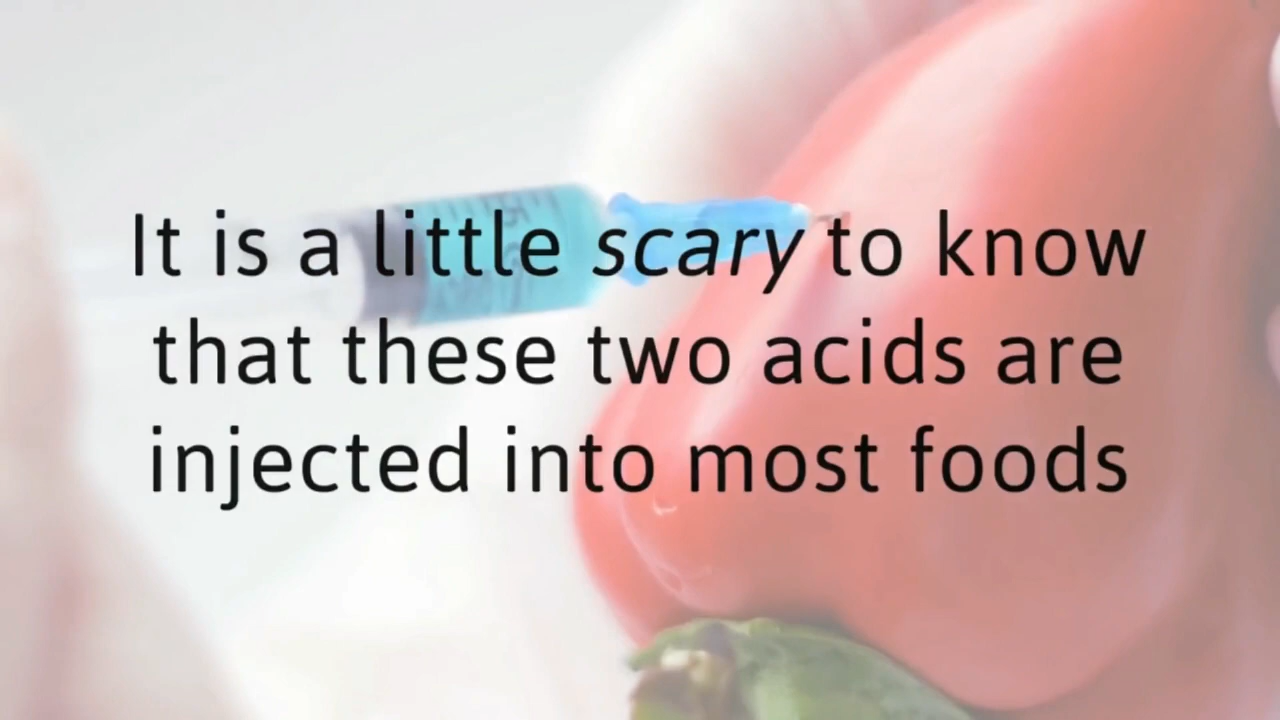 It is a little scary to know
that these two acids are
injected into most foods